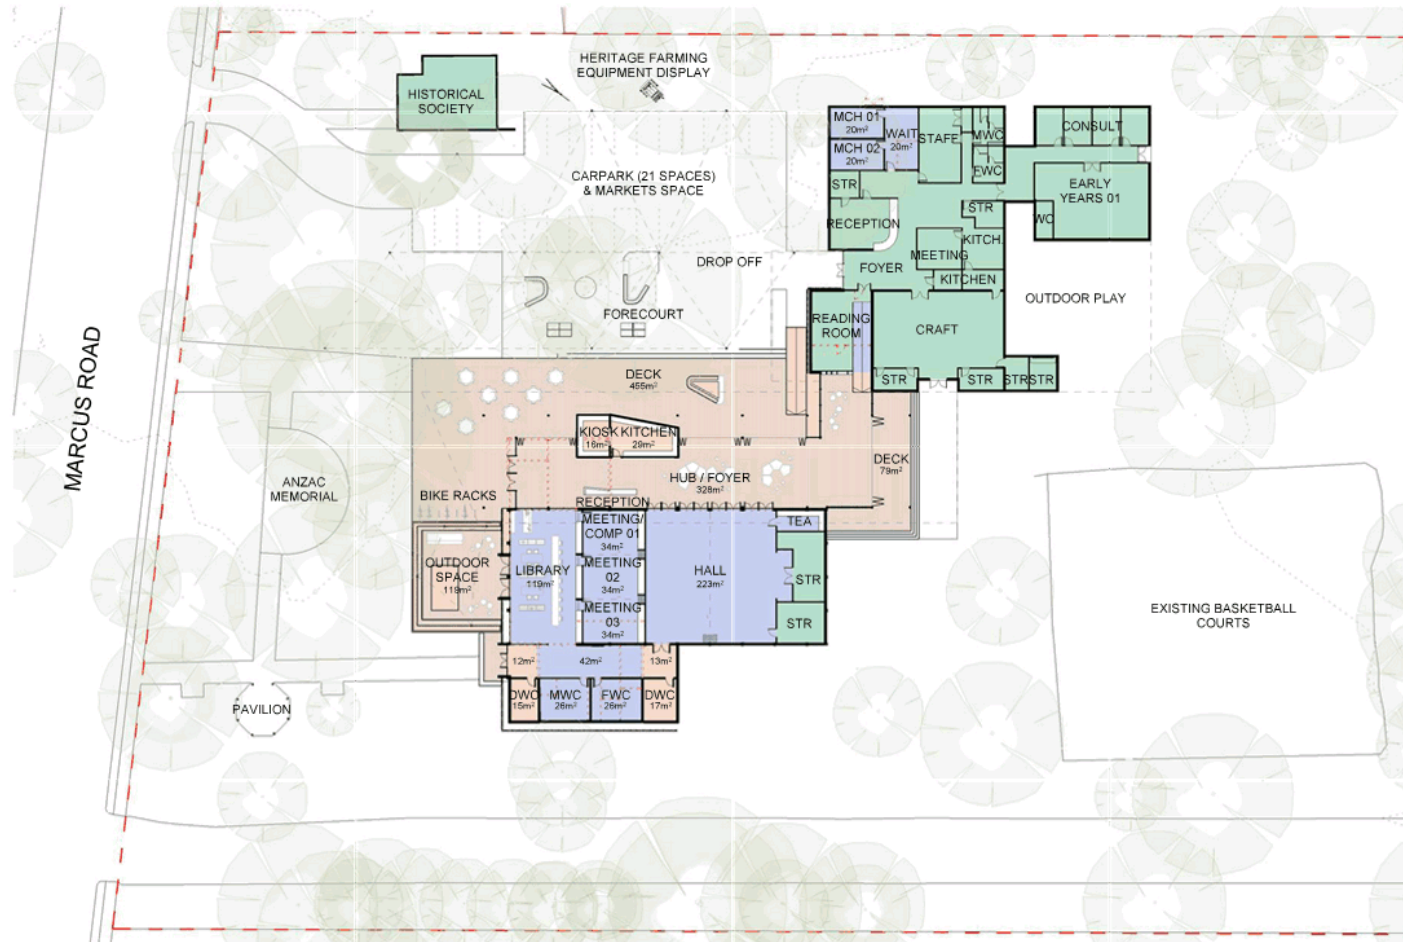 HERITAGE FARMING
EQUIPMENT DISPLAY
HISTORICAL
SOCIETY
CARPARK (21 SPACES)
& MARKETS SPACE
MCH 01
20m²
MCH 02
20m²
WAIT
20m²
STAFF
MWC
FWC
CONSULT
EARLY
YEARS 01
WC
STR
RECEPTION
STR
KITCH.
MEETING
KITCHEN
FOYER
DROP OFF
OUTDOOR PLAY
FORECOURT
READING
ROOM
CRAFT
STR
STR
STR
STR
MARCUS ROAD
DECK
455m²
KIOSK
16m²
KITCHEN
29m²
DECK
79m²
HUB / FOYER
328m²
ANZAC
MEMORIAL
BIKE RACKS
RECEPTION
MEETING/
COMP 01
34m²
TEA
OUTDOOR
SPACE
119m²
LIBRARY
119m²
MEETING
02
34m²
HALL
223m²
STR
MEETING
03
34m²
STR
EXISTING BASKETBALL
COURTS
12m²
42m²
13m²
DWC
15m²
MWC
26m²
FWC
26m²
DWC
17m²
PAVILION